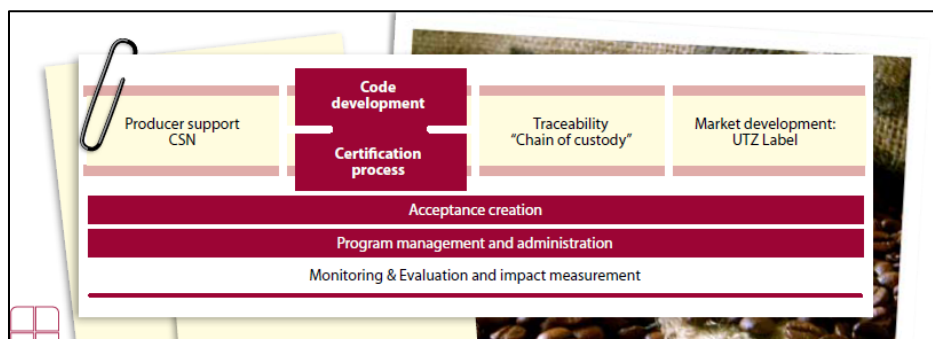 Producer support
CSN
Code
development
Certification
process
Traceability
“Chain of custody”
Market development:
UTZ Label
Acceptance creation
Program management and administration
Monitoring & Evaluation and impact measurement